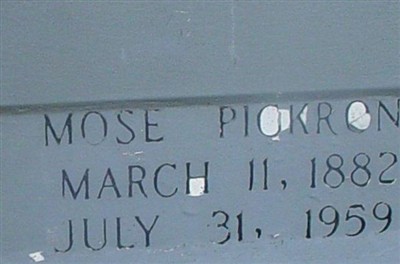 MOSE PICKRON
MARCH 11, 1882
JULY 31, 1959